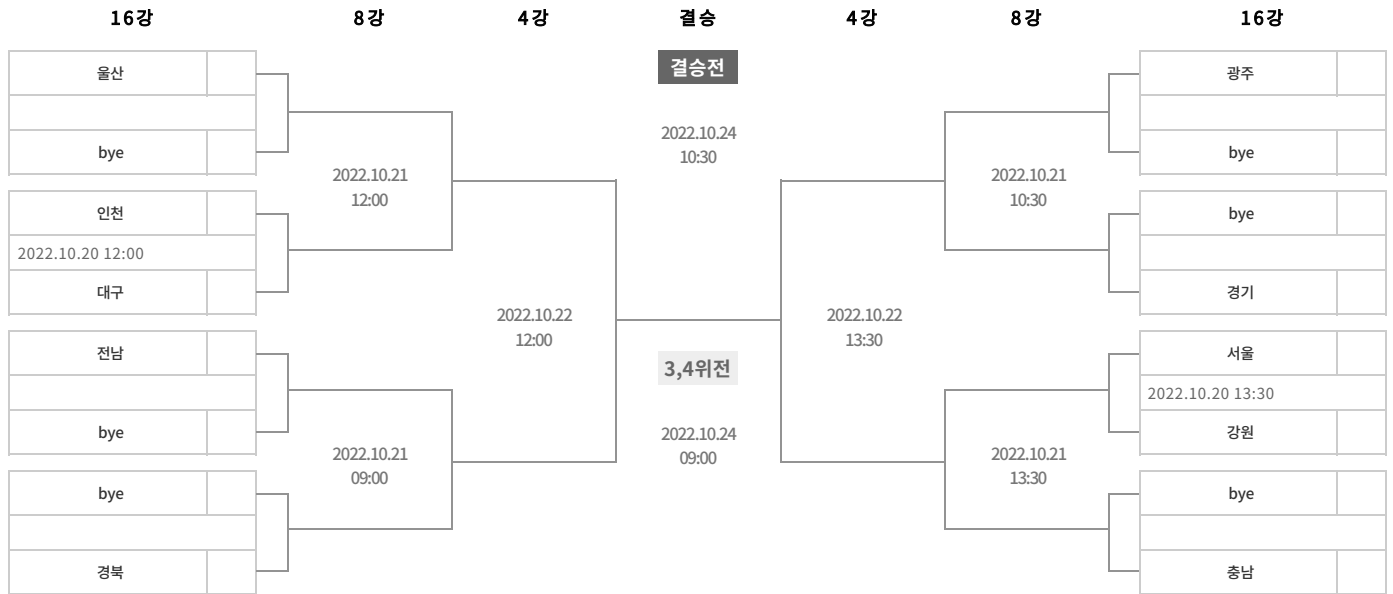 16강 8강 4강 결승 4강 8강 16강
울산
bye
인천
2022.10.20 12:00
대구
전남
bye
bye
경북
2022.10.21
12:00
2022.10.21
09:00
2022.10.22
12:00
결승전
2022.10.24
10:30
3,4위전
2022.10.24
09:00
2022.10.22
13:30
2022.10.21
10:30
2022.10.21
13:30
광주
bye
bye
경기
서울
2022.10.20 13:30
강원
bye
충남